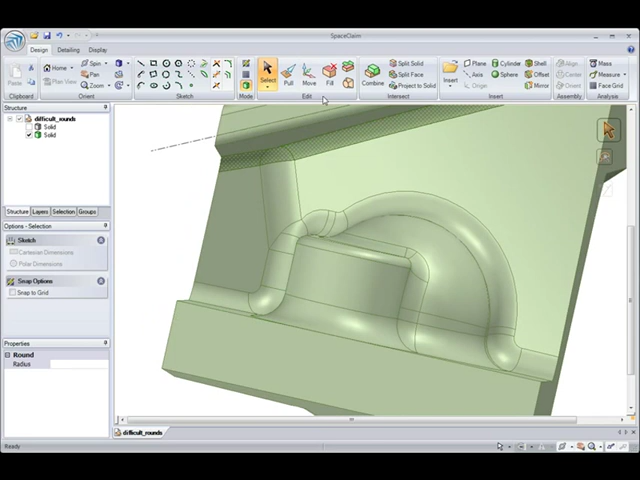 SpaceClaim
Design Detailing Display
Paste
Home Spin
Plan View Pan
Zoom
Select Pull Move Fill
Combine
Split Solid
Split Face
Project to Solid
Insert
Plane Cylinder Shell
Axis Sphere Offset
Origin Mirror
Align
Center
Orient
Mass
Measure
Face Grid
Clipboard Orient Sketch Mode Edit Intersect Insert Assembly Analysis
Structure
difficult_rounds
Solid
Solid
Structure Layers Selection Groups
Options - Selection
Sketch
Cartesian Dimensions
Polar Dimensions
Snap Options
Snap to Grid
Properties
Round
Radius
difficult_rounds
Ready